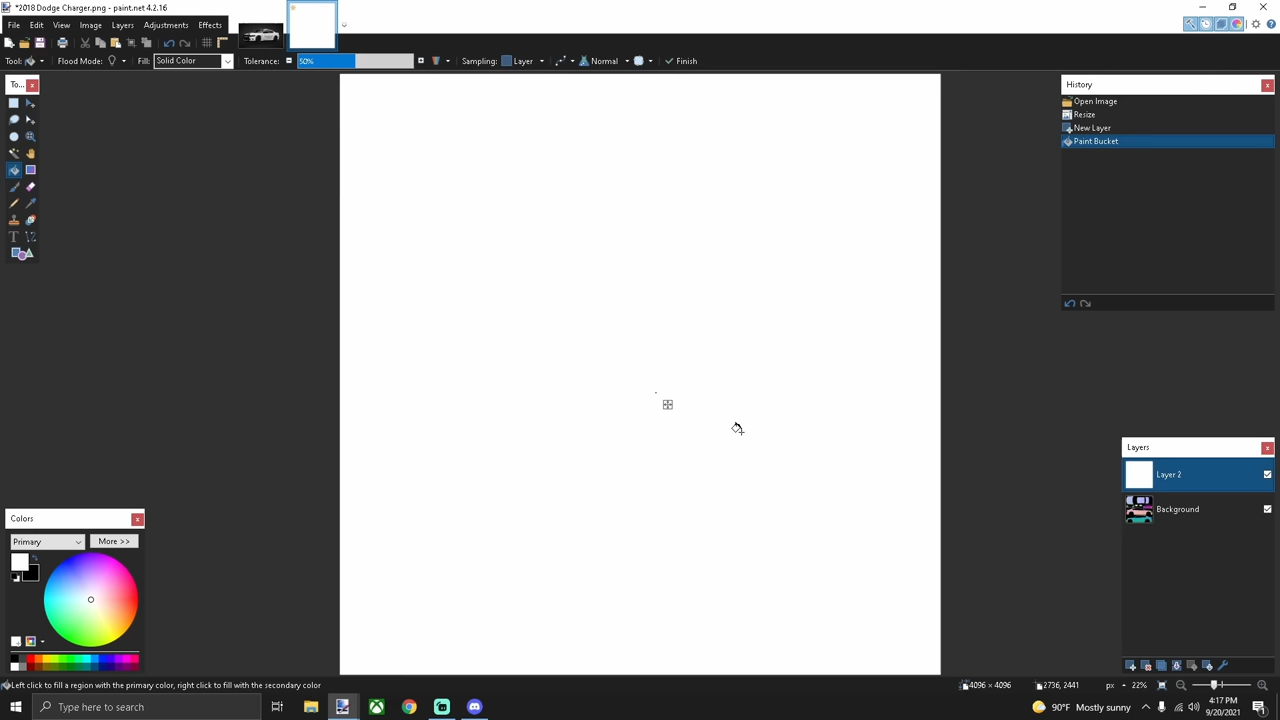 *2018 Dodge Charger.png - paint.net 4.2.16
File Edit View Image Layers Adjustments Effects
Tool: Flood Mode: Fill: Solid Color Tolerance: 50% Sampling: Layer Normal Finish
To...
History
Open Image
Resize
New Layer
Paint Bucket
Layers
Layer 2
Background
Colors
Primary
More >>
Left click to fill a region with the primary color, right click to fill with the secondary color
4096 × 4096
2736, 2441
px
22%
Type here to search
90°F Mostly sunny
4:17 PM
9/20/2021
1